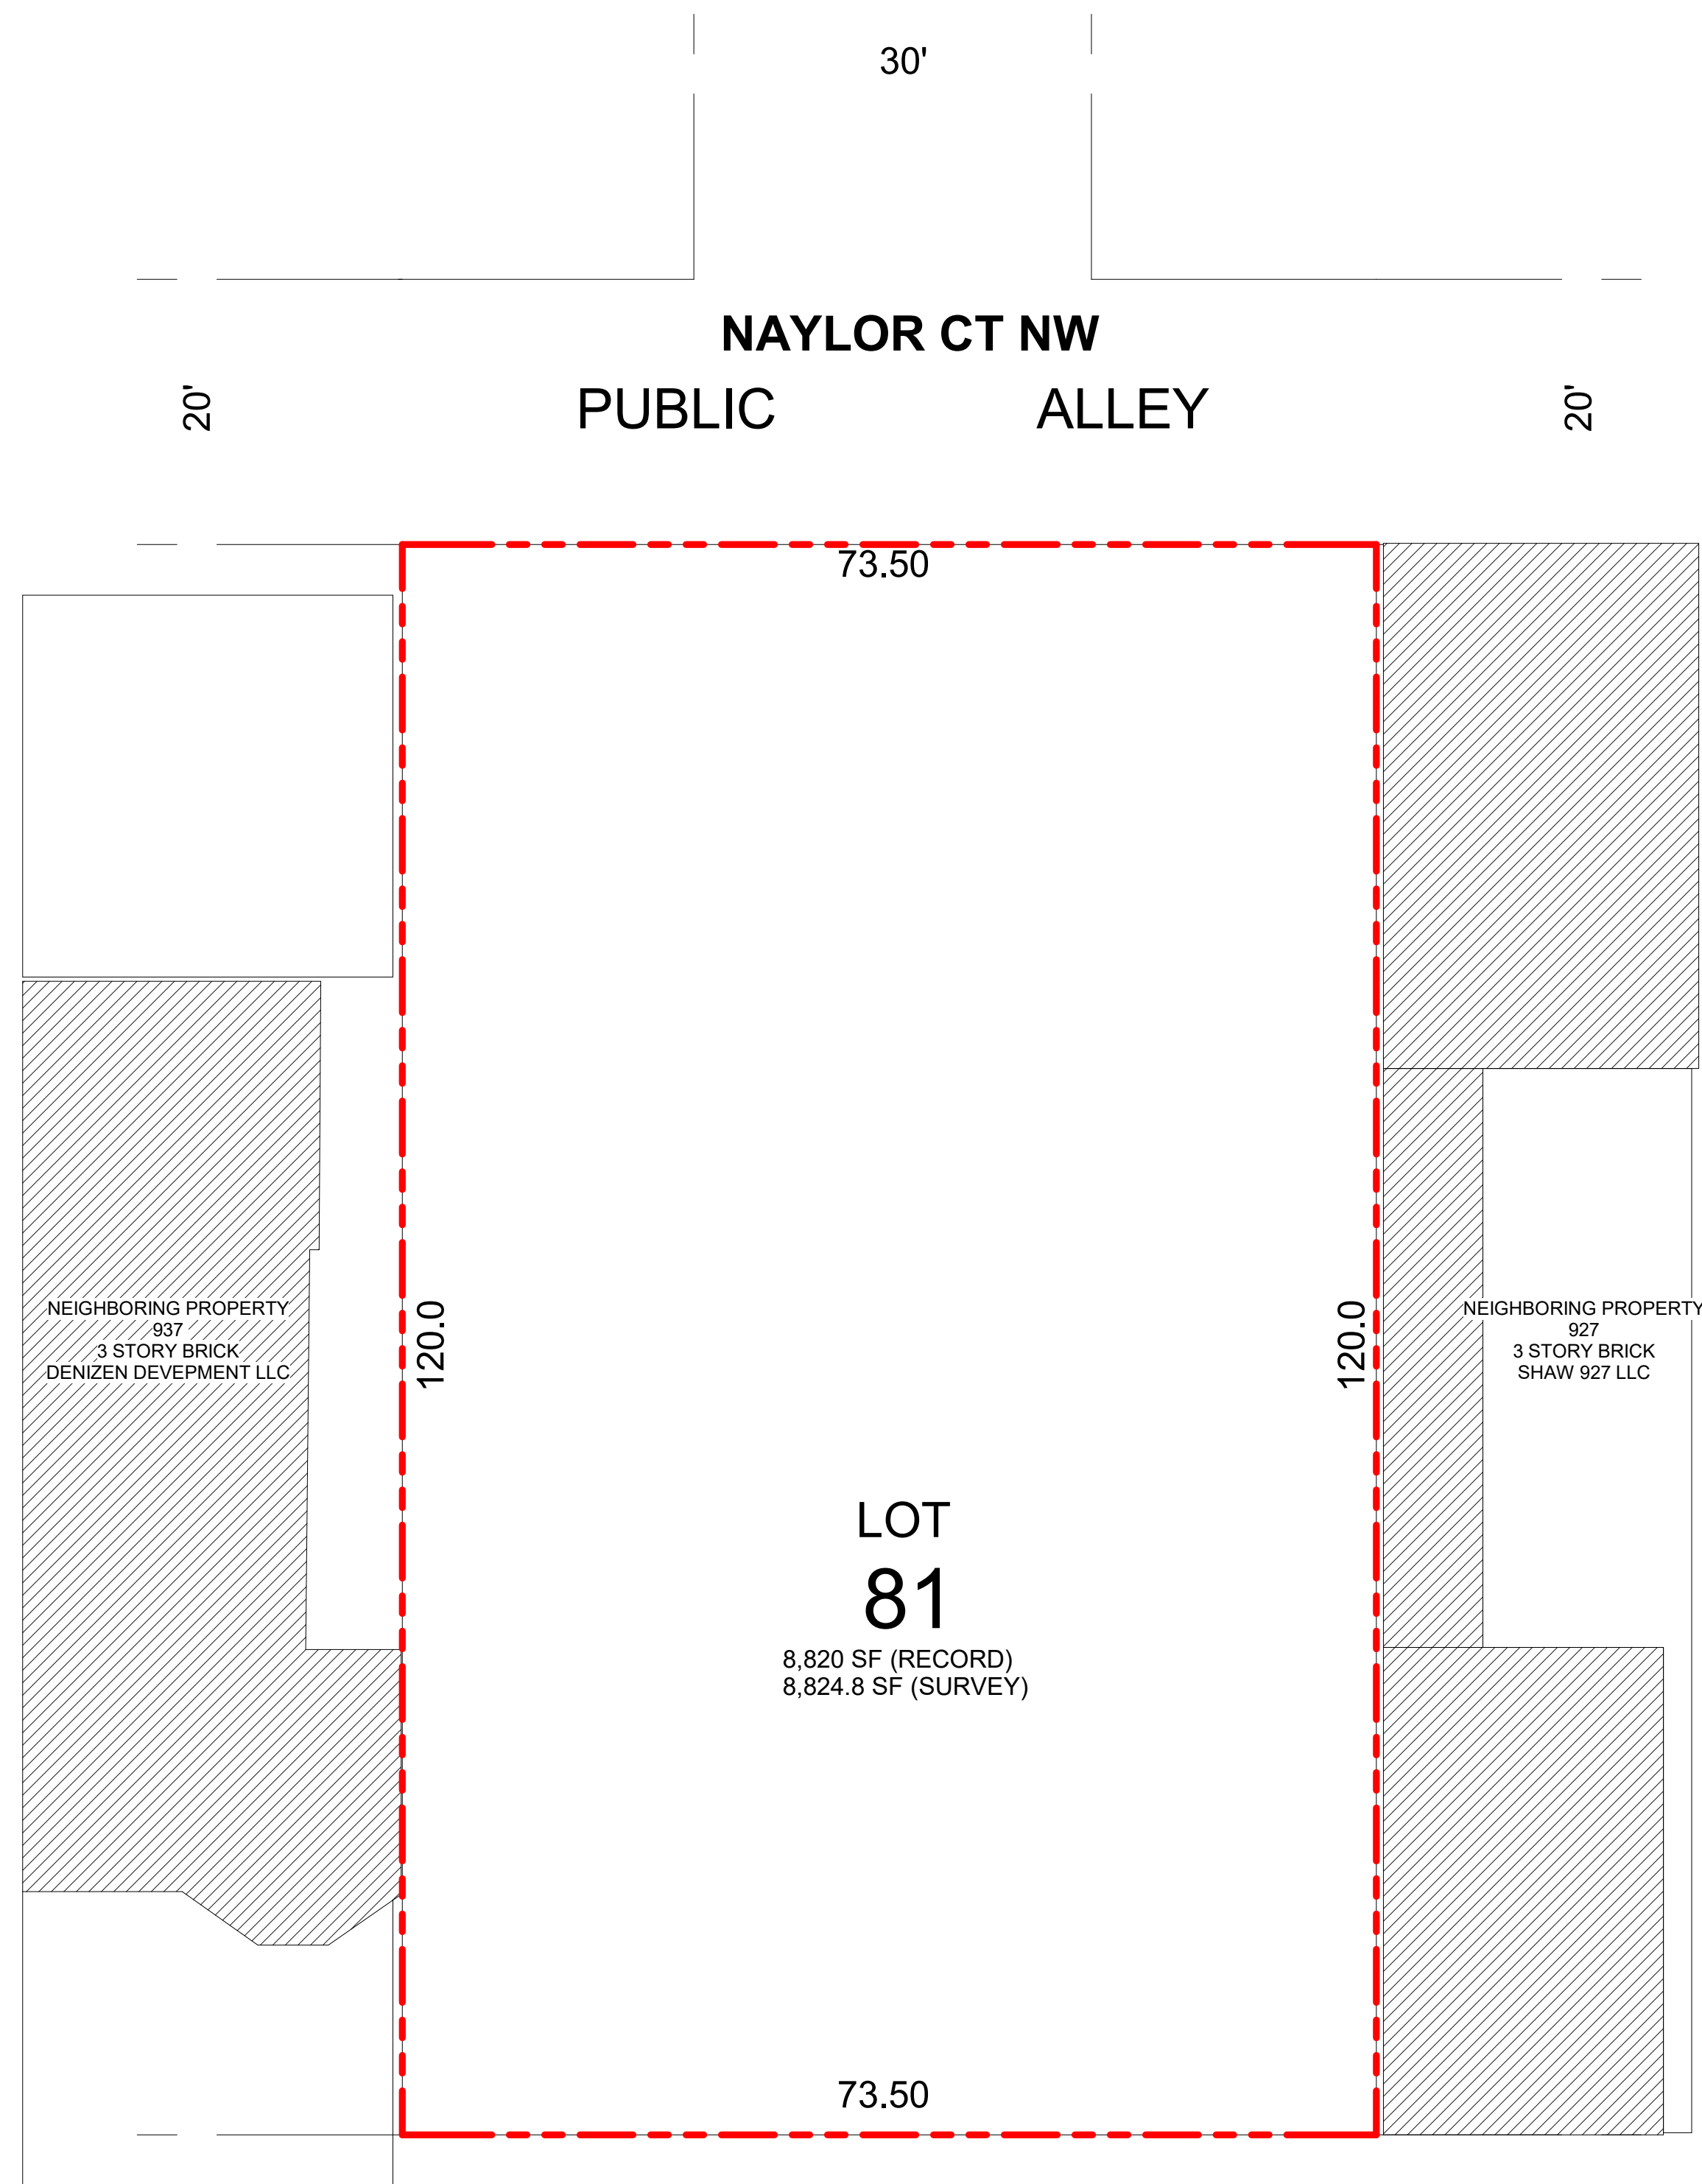 30'
NAYLOR CT NW
20'
PUBLIC ALLEY
20'
73.50
NEIGHBORING PROPERTY
937
3 STORY BRICK
DENIZEN DEVEPMENT LLC
120.0
120.0
NEIGHBORING PROPERTY
927
3 STORY BRICK
SHAW 927 LLC
LOT
81
8,820 SF (RECORD)
8,824.8 SF (SURVEY)
73.50